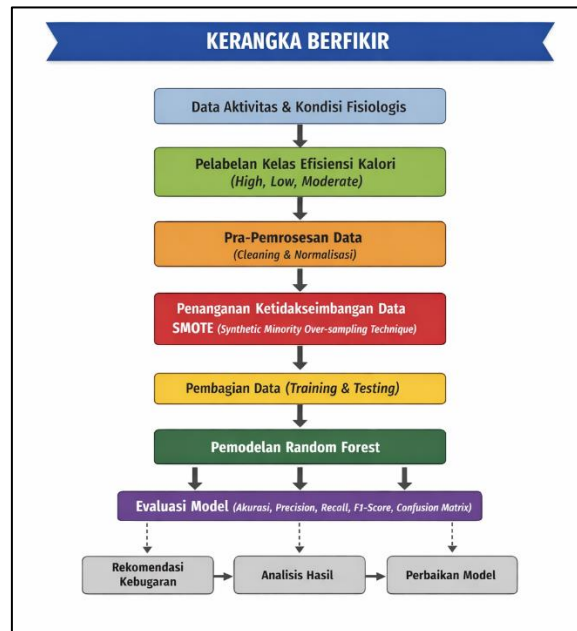 KERANGKA BERFIKIR
Data Aktivitas & Kondisi Fisiologis
Pelabelan Kelas Efisiensi Kalori
(High, Low, Moderate)
Pra-Pemrosesan Data
(Cleaning & Normalisasi)
Penanganan Ketidakseimbangan Data
SMOTE (Synthetic Minority Over-sampling Technique)
Pembagian Data (Training & Testing)
Pemodelan Random Forest
Evaluasi Model (Akurasi, Precision, Recall, F1-Score, Confusion Matrix)
Rekomendasi
Kebugaran
Analisis Hasil
Perbaikan Model